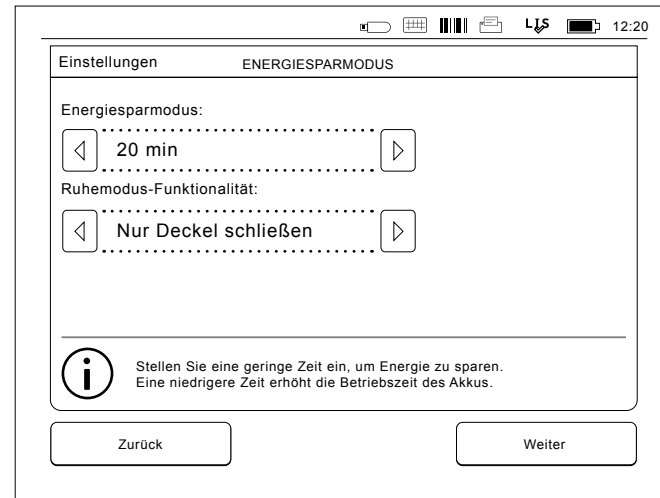 LIS 12:20
Einstellungen ENERGIESPARMODUS
Energiesparmodus:
20 min
Ruhemodus-Funktionalität:
Nur Deckel schließen
i Stellen Sie eine geringe Zeit ein, um Energie zu sparen.
Eine niedrigere Zeit erhöht die Betriebszeit des Akkus.
Zurück Weiter